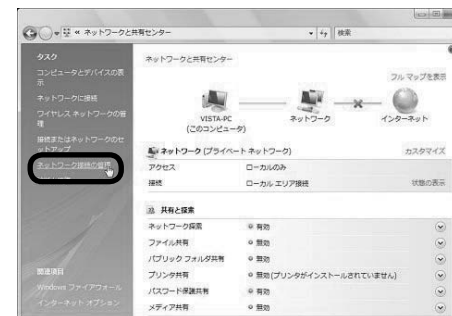 « ネットワークと共有センター
検索
タスク
コンピュータとデバイスの表
示
ネットワークに接続
ワイヤレス ネットワークの管
理
接続またはネットワークのセ
ットアップ
ネットワーク接続の管理
関連項目
Windows ファイアウォール
インターネット オプション
ネットワークと共有センター
フル マップを表示
VISTA-PC
(このコンピュータ)
ネットワーク
インターネット
ネットワーク (プライベート ネットワーク)
カスタマイズ
アクセス
ローカルのみ
接続
ローカル エリア接続
状態の表示
共有と探索
ネットワーク探索
有効
ファイル共有
無効
パブリック フォルダ共有
無効
プリンタ共有
無効(プリンタがインストールされていません)
パスワード保護共有
有効
メディア共有
無効